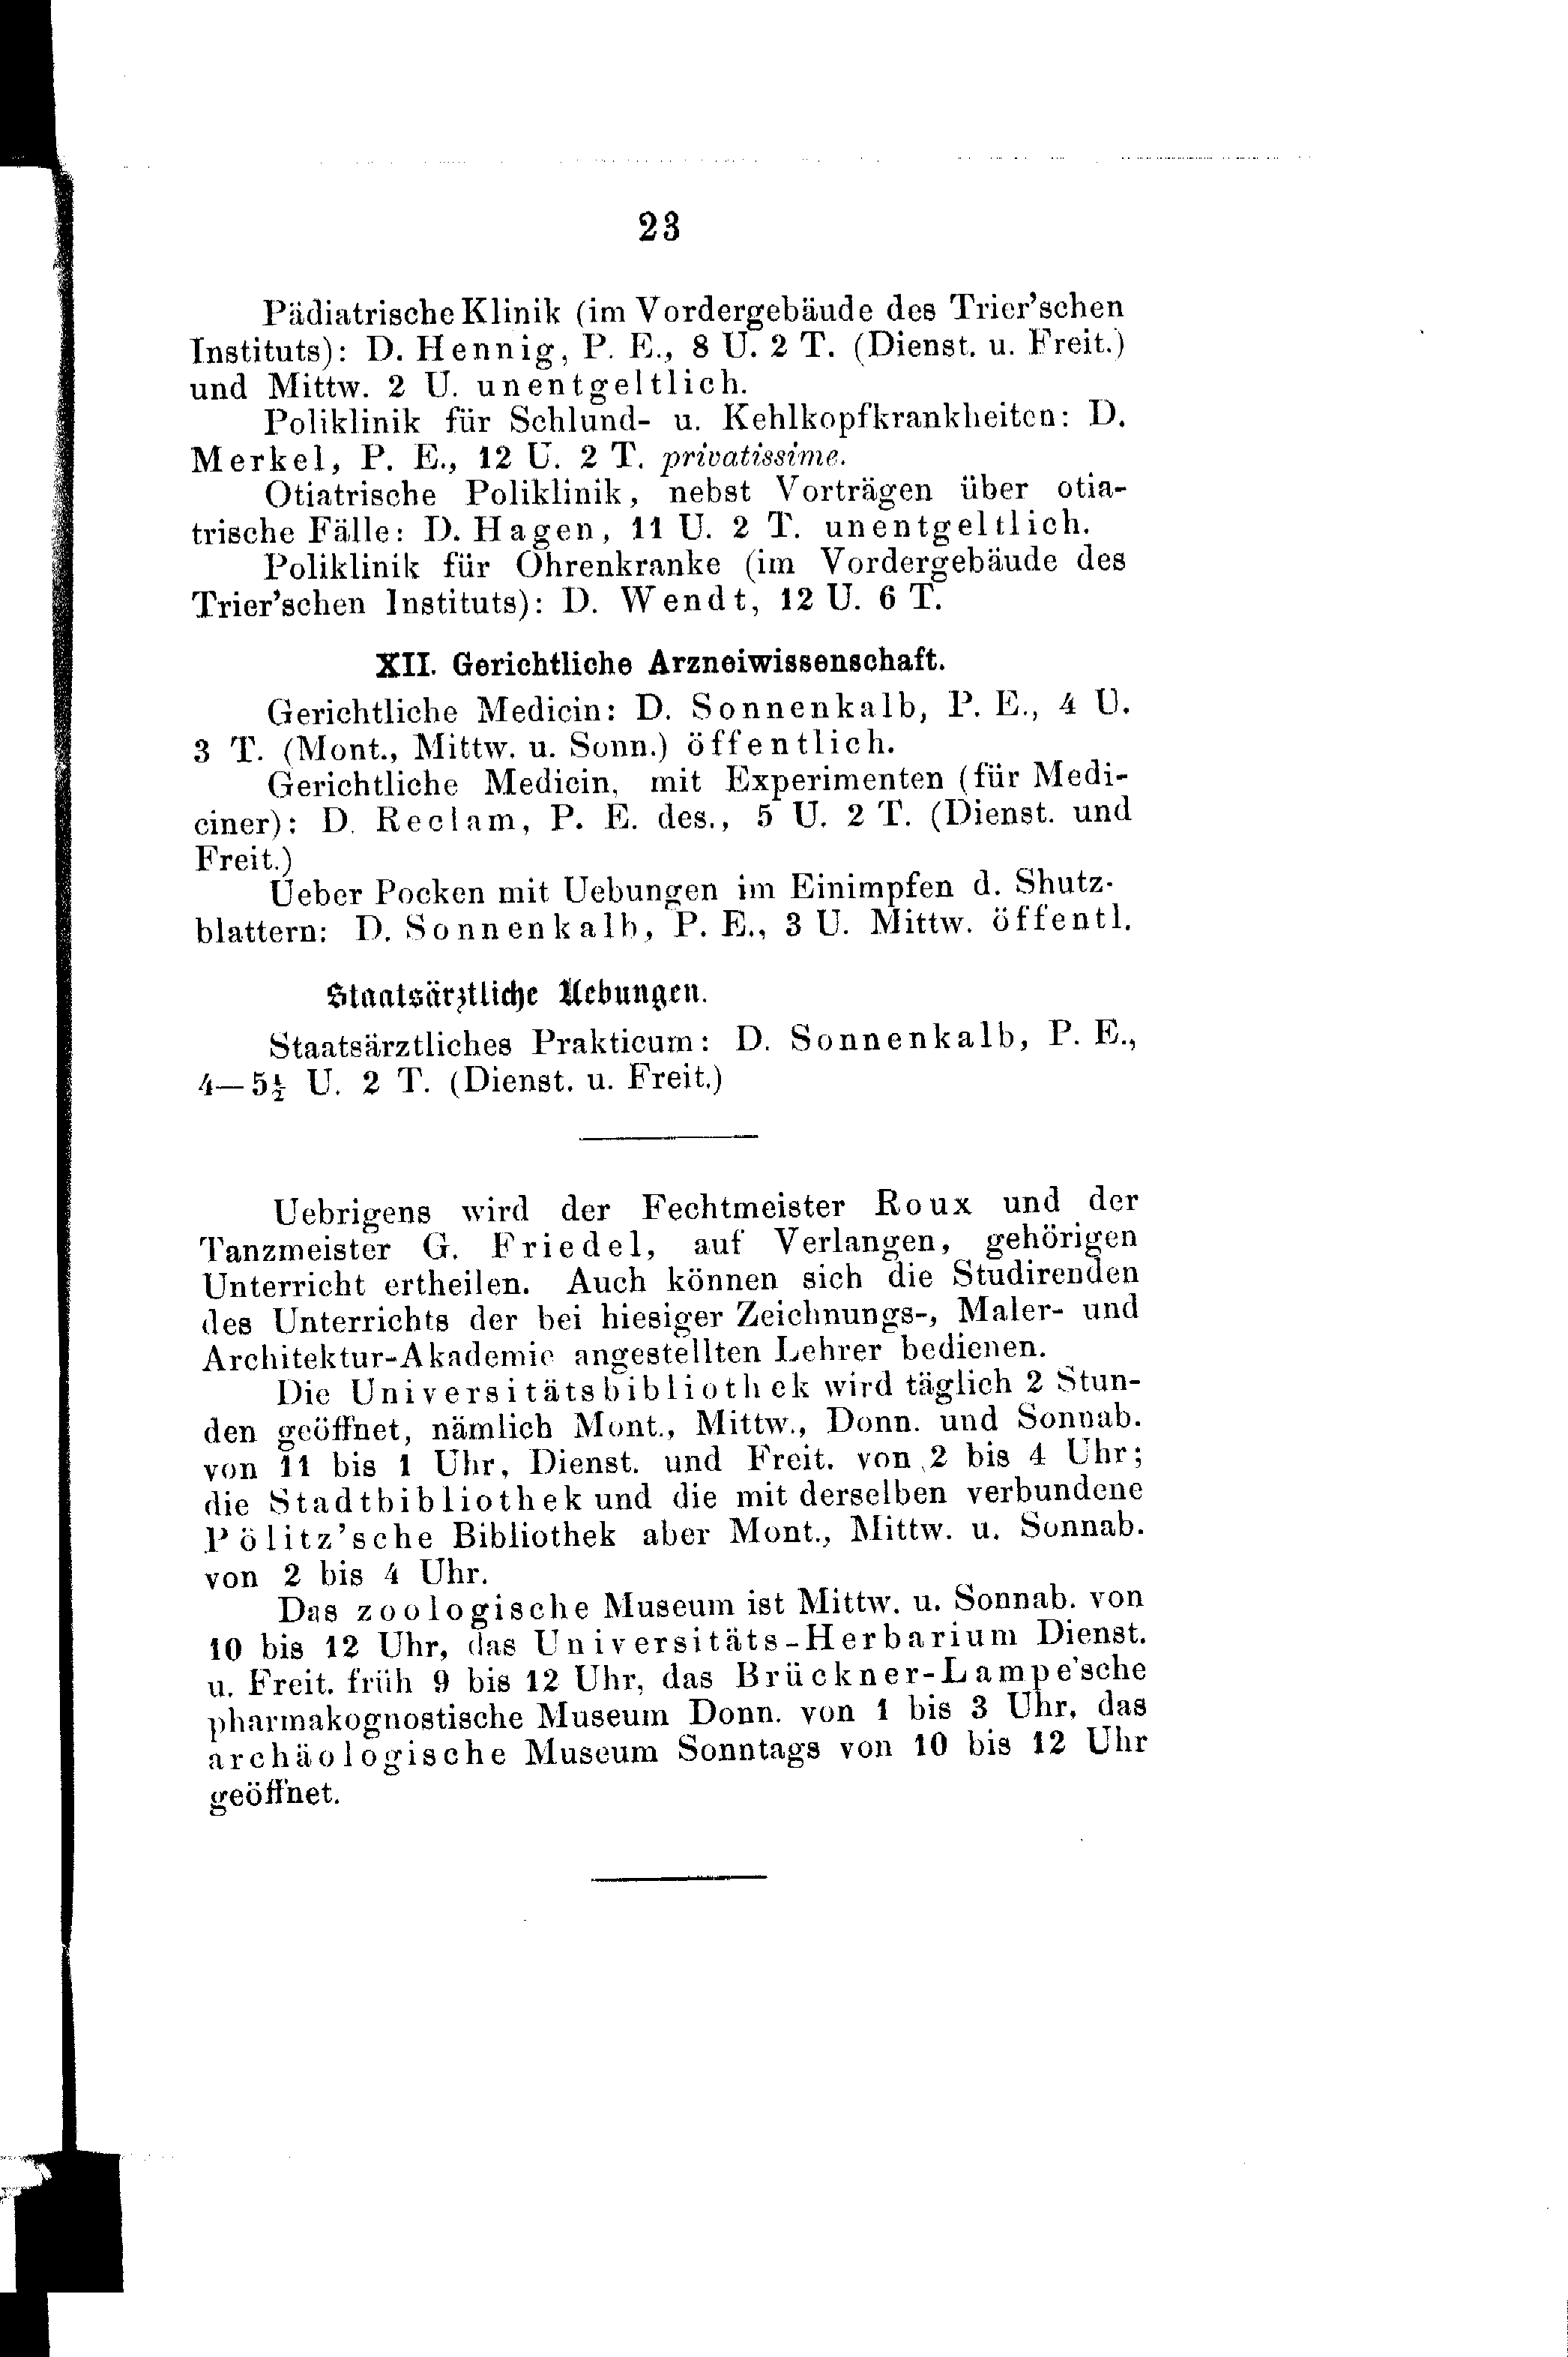 23
Pädiatrische Klinik (im Vordergebäude des Trier'schen
Instituts): D. Hennig, P. E., 8 U. 2 T. (Dienst. u. Freit.)
und Mittw. 2 U. unentgeltlich.
Poliklinik für Schlund- u. Kehlkopfkrankheiten: D.
Merkel, P. E., 12 U. 2 T. privatissime.
Otiatrische Poliklinik, nebst Vorträgen über otia-
trische Fälle: D. Hagen, 11 U. 2 T. unentgeltlich.
Poliklinik für Ohrenkranke (im Vordergebäude des
Trier'schen Instituts): D. Wendt, 12 U. 6 T.
XII. Gerichtliche Arzneiwissenschaft.
Gerichtliche Medicin: D. Sonnenkalb, P. E., 4 U.
3 T. (Mont., Mittw. u. Sonn.) öffentlich.
Gerichtliche Medicin, mit Experimenten (für Medi-
ciner): D. Reclam, P. E. des., 5 U. 2 T. (Dienst. und
Freit.)
Ueber Pocken mit Uebungen im Einimpfen d. Shutz-
blattern: D. Sonnenkalb, P. E., 3 U. Mittw. öffentl.
Staatsärztliche Uebungen.
Staatsärztliches Prakticum: D. Sonnenkalb, P. E.,
4—5½ U. 2 T. (Dienst. u. Freit.)
Uebrigens wird der Fechtmeister Roux und der
Tanzmeister G. Friedel, auf Verlangen, gehörigen
Unterricht ertheilen. Auch können sich die Studirenden
des Unterrichts der bei hiesiger Zeichnungs-, Maler- und
Architektur-Akademie angestellten Lehrer bedienen.
Die Universitätsbibliothek wird täglich 2 Stun-
den geöffnet, nämlich Mont., Mittw., Donn. und Sonnab.
von 11 bis 1 Uhr, Dienst. und Freit. von 2 bis 4 Uhr;
die Stadtbibliothek und die mit derselben verbundene
Pölitz'sche Bibliothek aber Mont., Mittw. u. Sonnab.
von 2 bis 4 Uhr.
Das zoologische Museum ist Mittw. u. Sonnab. von
10 bis 12 Uhr, das Universitäts-Herbarium Dienst.
u. Freit. früh 9 bis 12 Uhr, das Brückner-Lampe'sche
pharmakognostische Museum Donn. von 1 bis 3 Uhr, das
archäologische Museum Sonntags von 10 bis 12 Uhr
geöffnet.